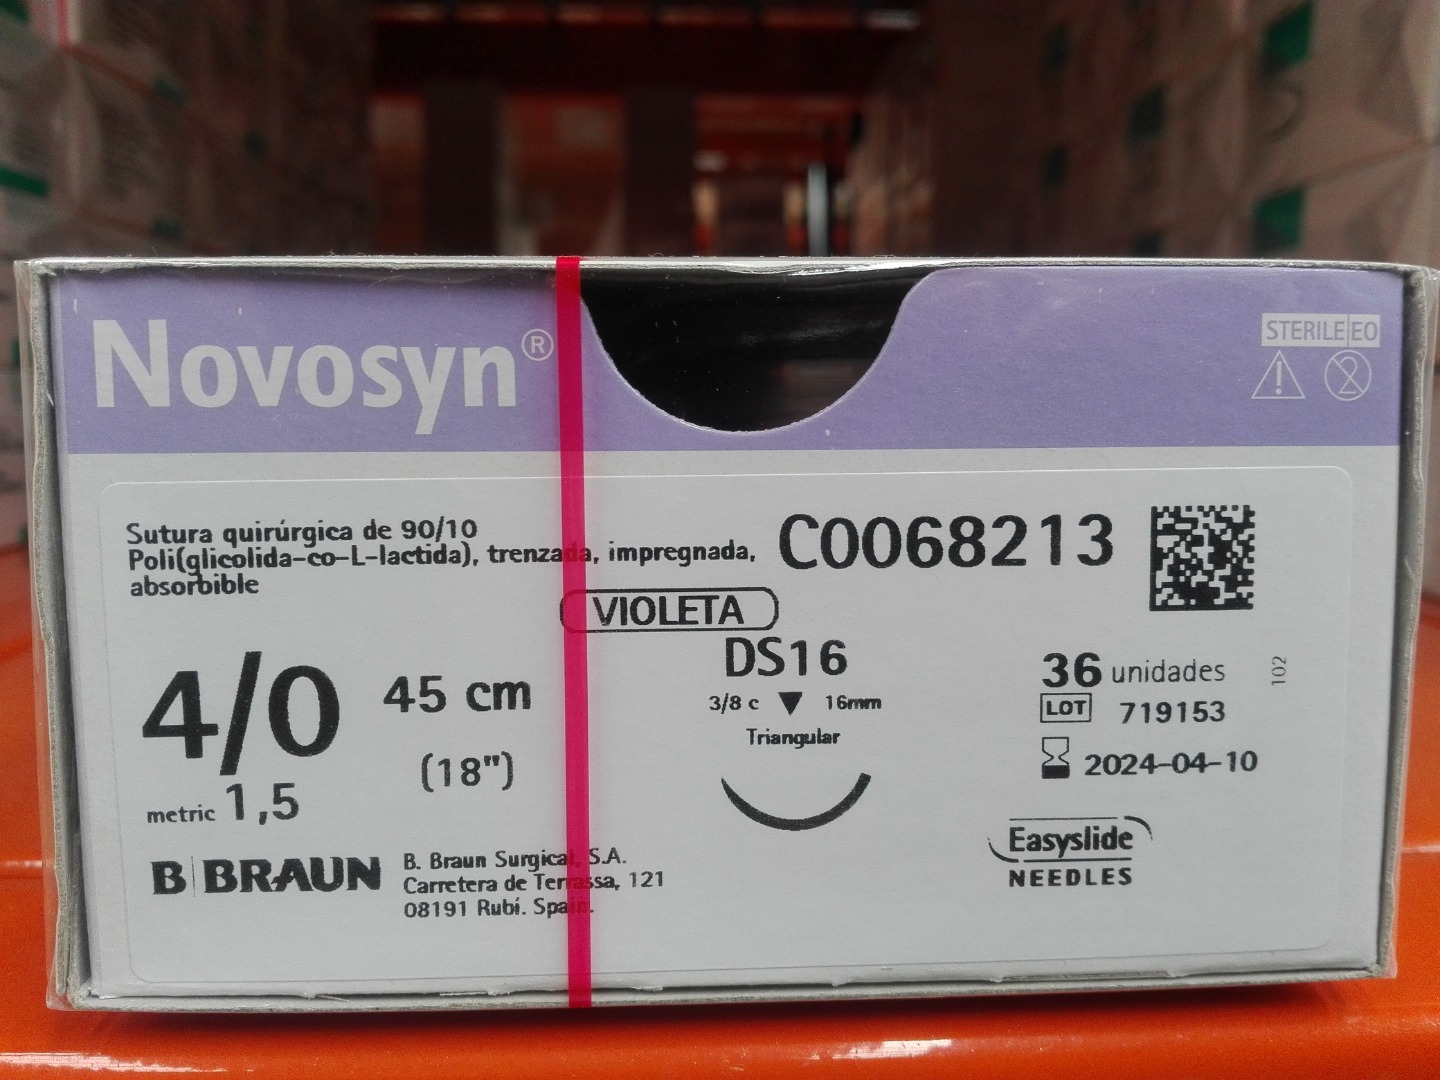 Novosyn®
STERILE EO
Sutura quirúrgica de 90/10
Poli(glicolida-co-L-lactida), trenzada, impregnada,
absorbible
C0068213
VIOLETA
DS16
3/8 c ▼ 16mm
Triangular
4/0
45 cm
(18")
metric 1,5
36 unidades
102
LOT 719153
2024-04-10
Easyslide
NEEDLES
B BRAUN
B. Braun Surgical, S.A.
Carretera de Terrassa, 121
08191 Rubí. Spain.